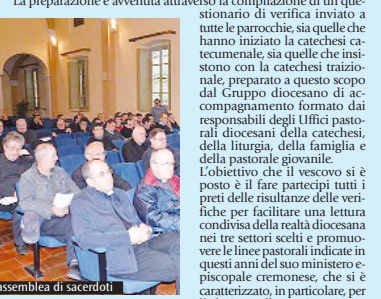 La preparazione è avvenuta attraverso la compilazione di un que-
stionario di verifica inviato a
tutte le parrocchie, sia quelle che
hanno iniziato la catechesi ca-
tecumenale, sia quelle che insi-
stono con la catechesi traizio-
nale, preparato a questo scopo
dal Gruppo diocesano di ac-
compagnamento formato dai
responsabili degli Uffici pasto-
rali diocesani della catechesi,
della liturgia, della famiglia e
della pastorale giovanile.
L'obiettivo che il vescovo si è
posto è il fare partecipi tutti i
preti delle risultanze delle veri-
fiche per facilitare una lettura
condivisa della realtà diocesana
nei tre settori scelti e promuo-
vere le linee pastorali indicate in
questi anni del suo ministero e-
piscopale cremonese, che si è
caratterizzato, in particolare, per
assemblea di sacerdoti